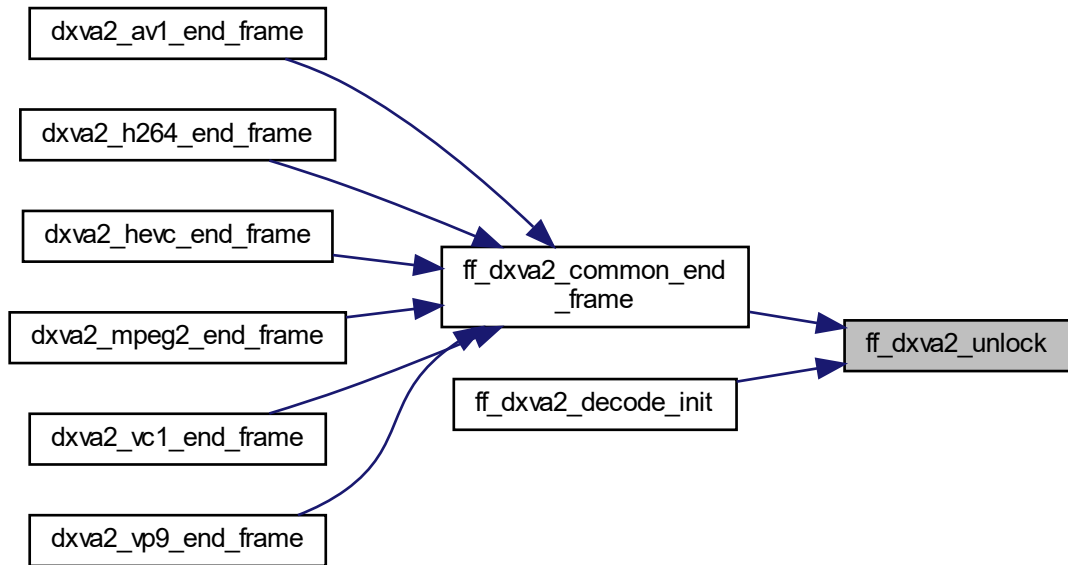 dxva2_av1_end_frame
dxva2_h264_end_frame
dxva2_hevc_end_frame
dxva2_mpeg2_end_frame
dxva2_vc1_end_frame
dxva2_vp9_end_frame
ff_dxva2_common_end
_frame
ff_dxva2_decode_init
ff_dxva2_unlock